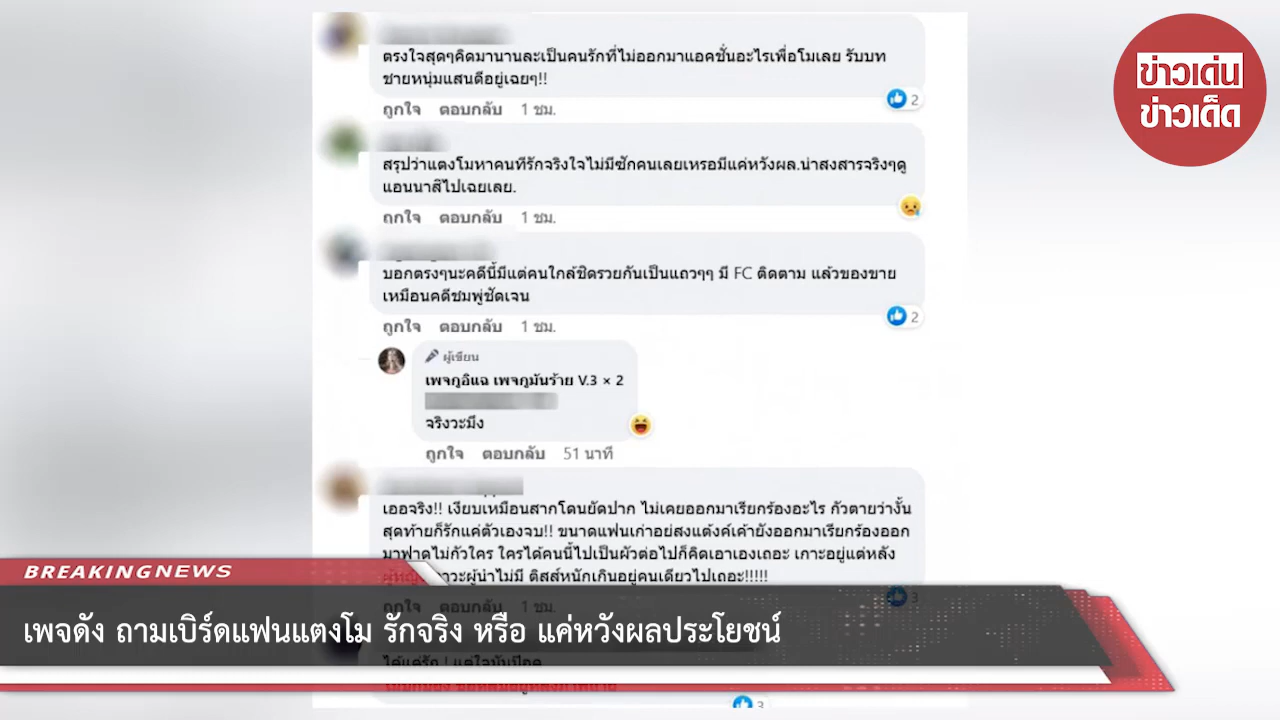 ข่าวเด่น
ข่าวเด็ด
ตรงใจสุดๆคิดมานานละเป็นคนรักที่ไม่ออกมาแอคชั่นอะไรเพื่อโมเลย รับบท
ชายหนุ่มแสนดีอยู่เฉยๆ!!
ถูกใจ ตอบกลับ 1 ชม.
2
สรุปว่าแตงโมหาคนที่รักจริงใจไม่มีซักคนเลยเหรอมีแค่หวังผล.น่าสงสารจริงๆดู
แอนนาสิไปเฉยเลย.
ถูกใจ ตอบกลับ 1 ชม.
บอกตรงๆนะคดีนี้มีแต่คนใกล้ชิดรวยกันเป็นแถวๆๆ มี FC ติดตาม แล้วของขาย
เหมือนคดีชมพู่ชัดเจน
ถูกใจ ตอบกลับ 1 ชม.
2
ผู้เขียน
เพจกูอิแฉ เพจกูมันร้าย V.3 × 2
จริงวะมึง
ถูกใจ ตอบกลับ 51 นาที
เออจริง!! เงียบเหมือนสากโดนยัดปาก ไม่เคยออกมาเรียกร้องอะไร กัวตายว่างั้น
สุดท้ายก็รักแค่ตัวเองจบ!! ขนาดแฟนเก่าอย่สงแด้งค์เค้ายังออกมาเรียกร้องออก
มาฟาดไม่กัวใคร ใครได้คนนี้ไปเป็นผัวต่อไปก็คิดเอาเองเถอะ เกาะอยู่แต่หลัง
วะผู้นำไม่มี ติสส์หนักเกินอยู่คนเดียวไปเถอะ!!!!!
ถูกใจ ตอบกลับ 1 ชม.
3
BREAKING NEWS
เพจดัง ถามเบิร์ดแฟนแตงโม รักจริง หรือ แค่หวังผลประโยชน์
3